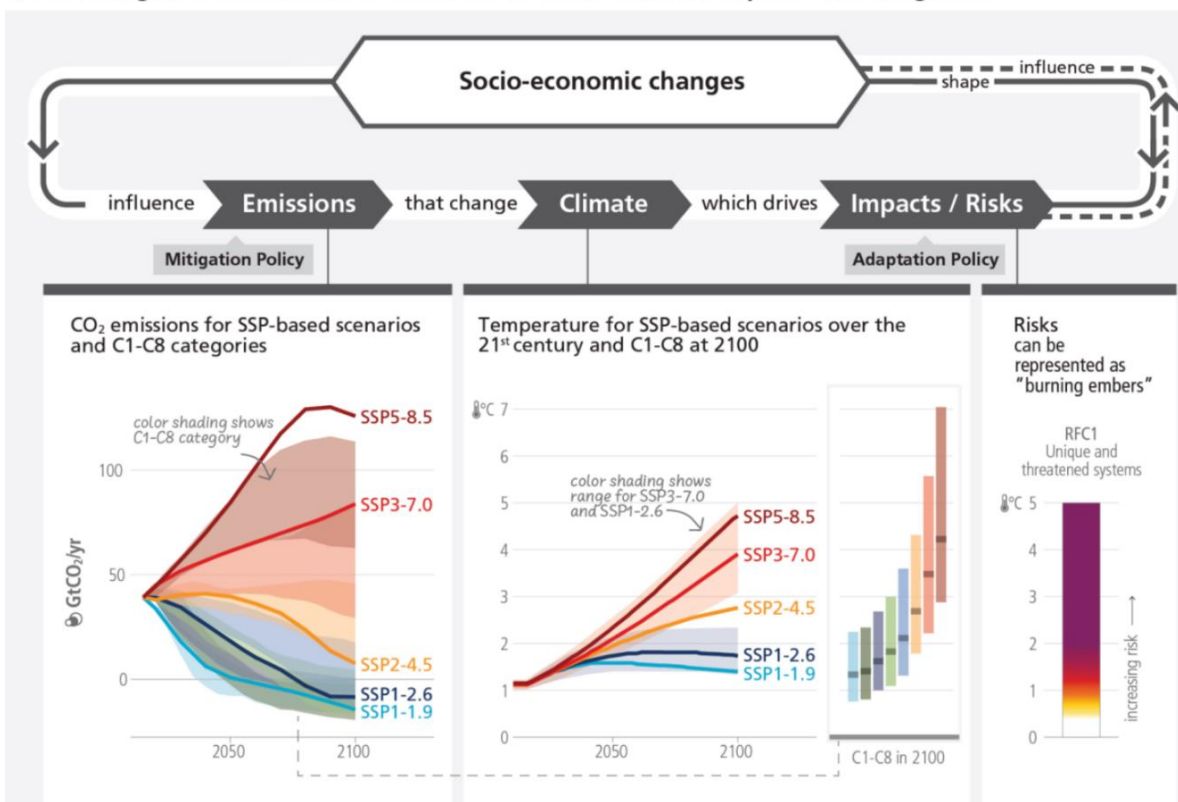 Socio-economic changes
influence
shape
influence
Emissions
that change
Climate
which drives
Impacts / Risks
Mitigation Policy
Adaptation Policy
CO₂ emissions for SSP-based scenarios
and C1-C8 categories
color shading shows
C1-C8 category
SSP5-8.5
SSP3-7.0
SSP2-4.5
SSP1-2.6
SSP1-1.9
GtCO₂/yr
100
50
0
2050
2100
Temperature for SSP-based scenarios over the
21st century and C1-C8 at 2100
°C 7
6
5
4
3
2
1
0
color shading shows
range for SSP3-7.0
and SSP1-2.6
SSP5-8.5
SSP3-7.0
SSP2-4.5
SSP1-2.6
SSP1-1.9
2050
2100
C1-C8 in 2100
Risks
can be
represented as
“burning embers”
RFC1
Unique and
threatened systems
°C 5
4
3
2
1
0
increasing risk